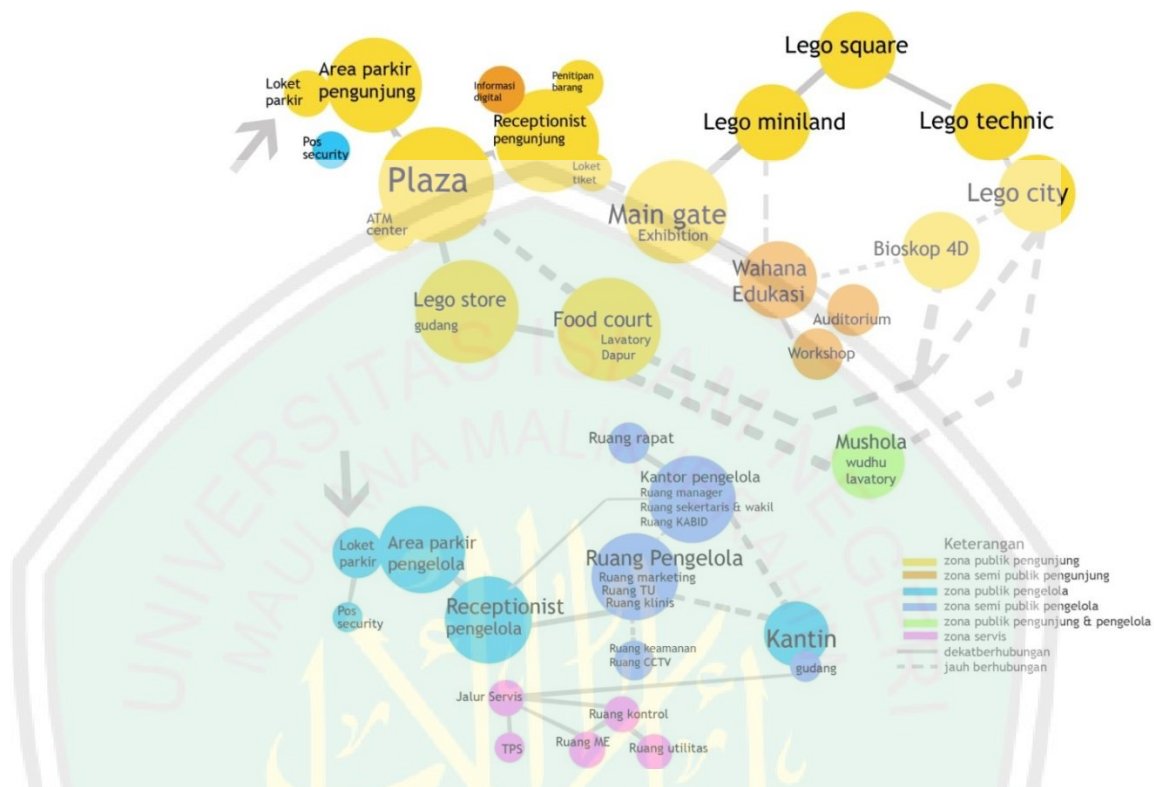 Lego square
Area parkir
pengunjung
Loket
parkir
Informasi
digital
Penitipan
barang
Receptionist
pengunjung
Lego miniland
Lego technic
Pos
security
Plaza
Loket
tiket
Lego city
ATM
center
Main gate
Exhibition
Bioskop 4D
Wahana
Edukasi
Lego store
gudang
Food court
Lavatory
Dapur
Auditorium
Workshop
UNIVERSITAS ISLAM NEGERI
Ruang rapat
Mushola
wudhu
lavatory
Kantor pengelola
Ruang manager
Ruang sekertaris & wakil
Ruang KABID
Loket
parkir
Area parkir
pengelola
Ruang Pengelola
Ruang marketing
Ruang TU
Ruang klinis
Receptionist
pengelola
Pos
security
Kantin
gudang
Ruang keamanan
Ruang CCTV
Jalur Servis
Ruang kontrol
TPS
Ruang ME
Ruang utilitas
Keterangan
zona publik pengunjung
zona semi publik pengunjung
zona publik pengelola
zona semi publik pengelola
zona publik pengunjung & pengelola
zona servis
dekatberhubungan
jauh berhubungan